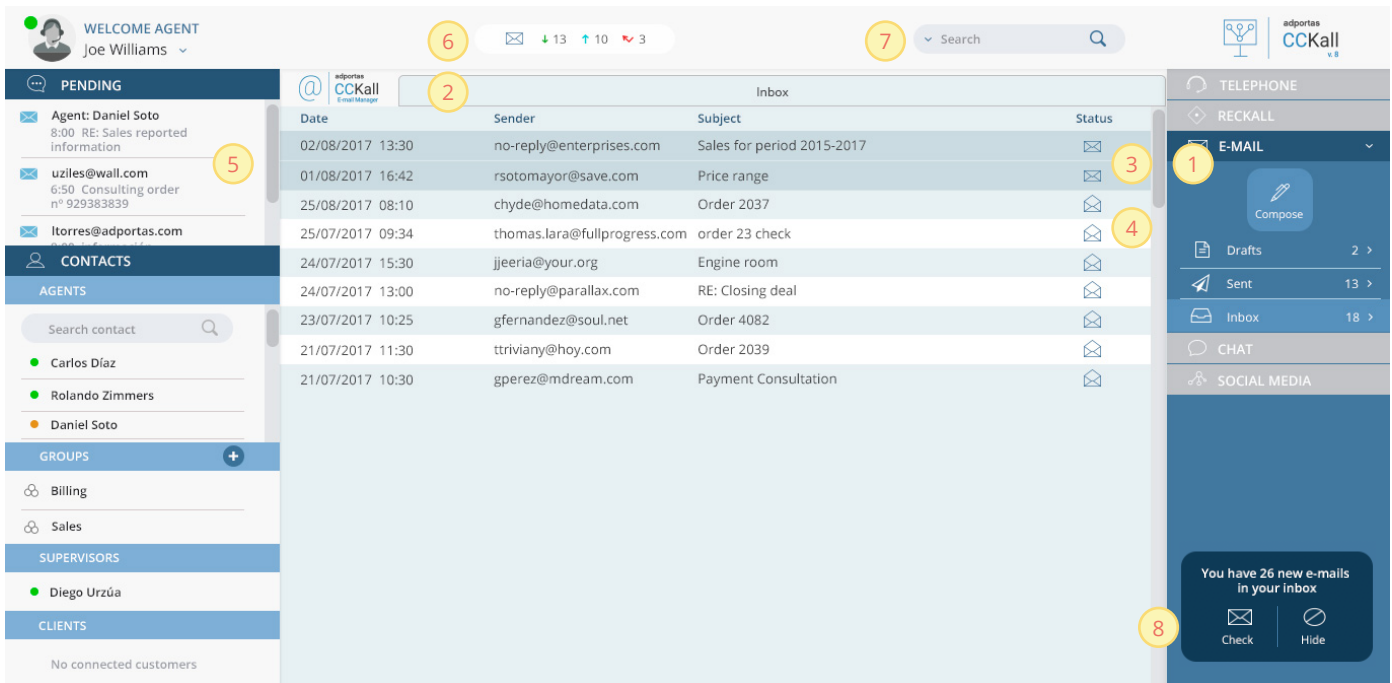 WELCOME AGENT
Joe Williams
6
13 10 3
7
Search
adportas
CCKall
v. 8
PENDING
Agent: Daniel Soto
8:00 RE: Sales reported
information
5
uziles@wall.com
6:50 Consulting order
nº 929383839
ltorres@adportas.com
CONTACTS
AGENTS
Search contact
Carlos Díaz
Rolando Zimmers
Daniel Soto
GROUPS
Billing
Sales
SUPERVISORS
Diego Urzúa
CLIENTS
No connected customers
@ adportas
CCKall
E-mail Manager
2
Inbox
Date Sender Subject Status
02/08/2017 13:30 no-reply@enterprises.com Sales for period 2015-2017
3
01/08/2017 16:42 rsotomayor@save.com Price range
25/08/2017 08:10 chyde@homedata.com Order 2037
4
25/07/2017 09:34 thomas.lara@fullprogress.com order 23 check
24/07/2017 15:30 jjeeria@your.org Engine room
24/07/2017 13:00 no-reply@parallax.com RE: Closing deal
23/07/2017 10:25 gfernandez@soul.net Order 4082
21/07/2017 11:30 ttriviany@hoy.com Order 2039
21/07/2017 10:30 gperez@mdream.com Payment Consultation
TELEPHONE
RECKALL
E-MAIL
1
Compose
Drafts 2 >
Sent 13 >
Inbox 18 >
CHAT
SOCIAL MEDIA
You have 26 new e-mails
in your inbox
8
Check Hide